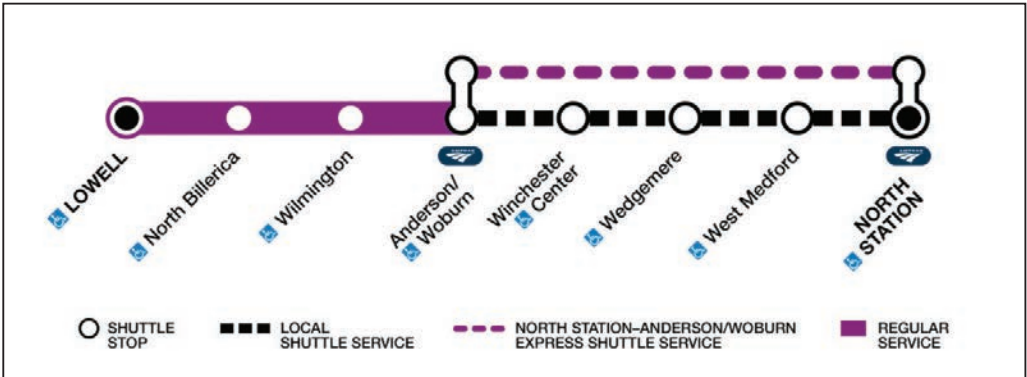 LOWELL
North Billerica
Wilmington
Anderson/
Woburn
Winchester
Center
Wedgemere
West Medford
NORTH
STATION
SHUTTLE
STOP
LOCAL
SHUTTLE SERVICE
NORTH STATION–ANDERSON/WOBURN
EXPRESS SHUTTLE SERVICE
REGULAR
SERVICE